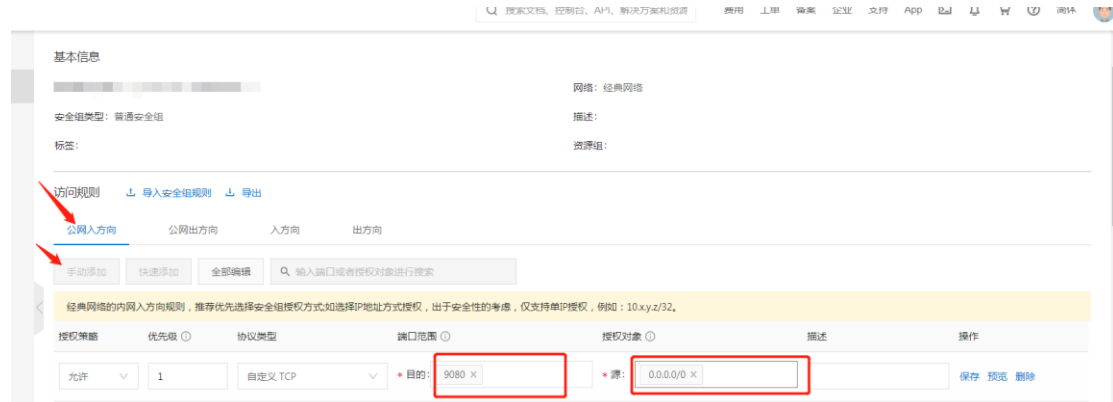 搜索文档、控制台、API、解决方案和资源 费用 工单 备案 企业 支持 App 简体
基本信息
网络：经典网络
安全组类型：普通安全组 描述：
标签： 资源组：
访问规则 导入安全组规则 导出
公网入方向 公网出方向 入方向 出方向
手动添加 快速添加 全部编辑 输入端口或者授权对象进行搜索
经典网络的内网入方向规则，推荐优先选择安全组授权方式;如选择IP地址方式授权，出于安全性的考虑，仅支持单IP授权，例如：10.x.y.z/32。
授权策略 优先级 协议类型 端口范围 授权对象 描述 操作
允许 1 自定义 TCP * 目的： 9080 × * 源： 0.0.0.0/0 × 保存 预览 删除